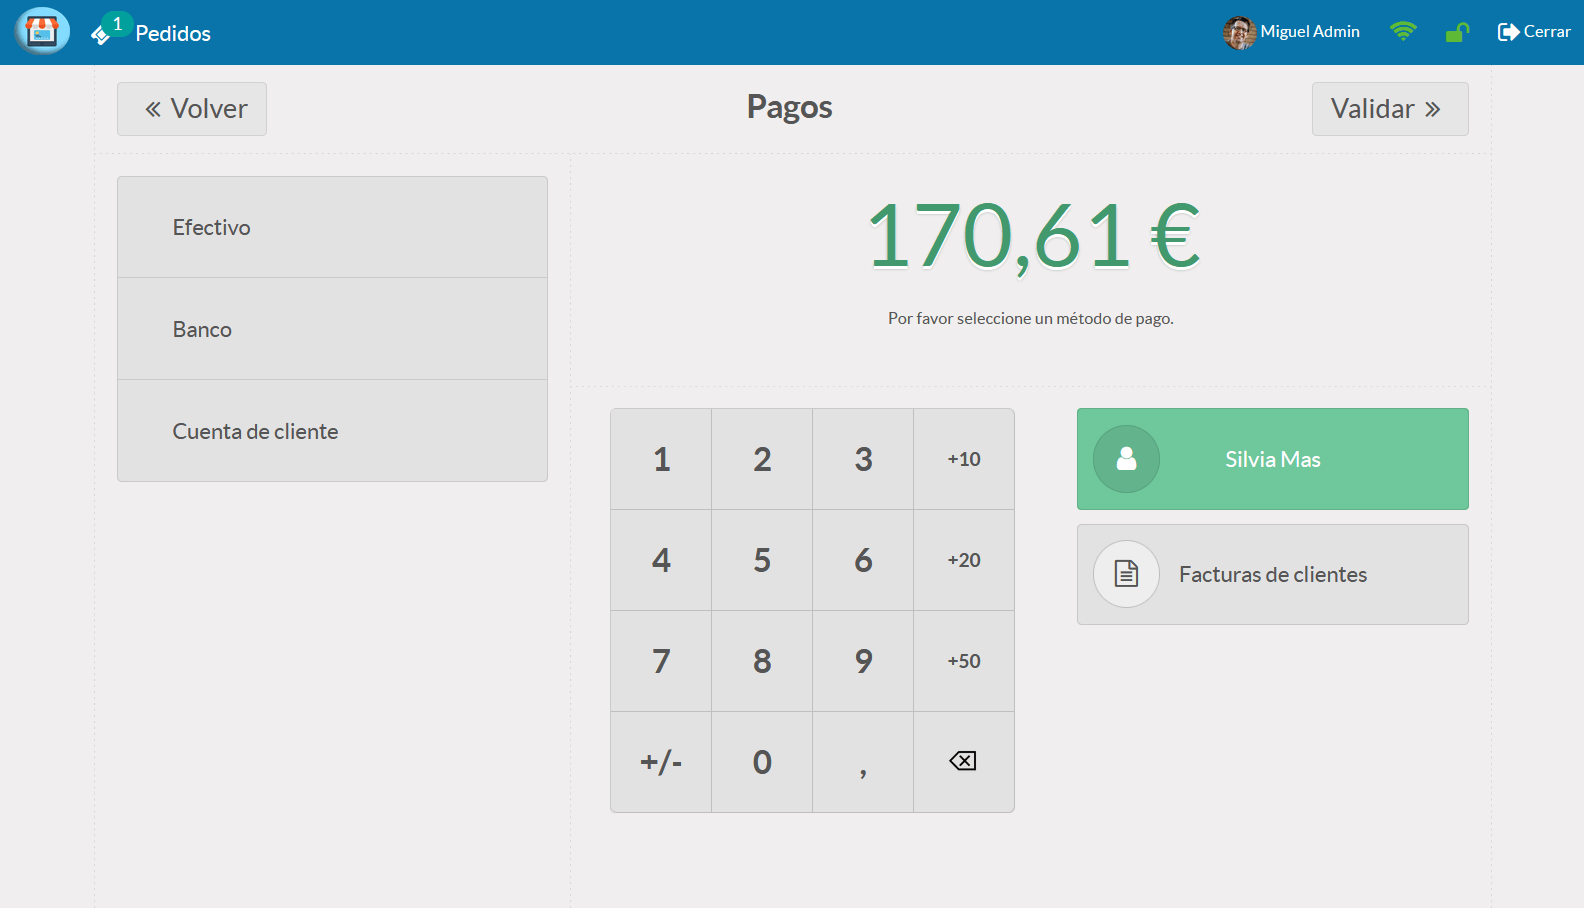 1
Pedidos
Miguel Admin
Cerrar
« Volver
Pagos
Validar »
Efectivo
Banco
Cuenta de cliente
170,61 €
Por favor seleccione un método de pago.
1 2 3 +10
4 5 6 +20
7 8 9 +50
+/- 0 ,
Silvia Mas
Facturas de clientes